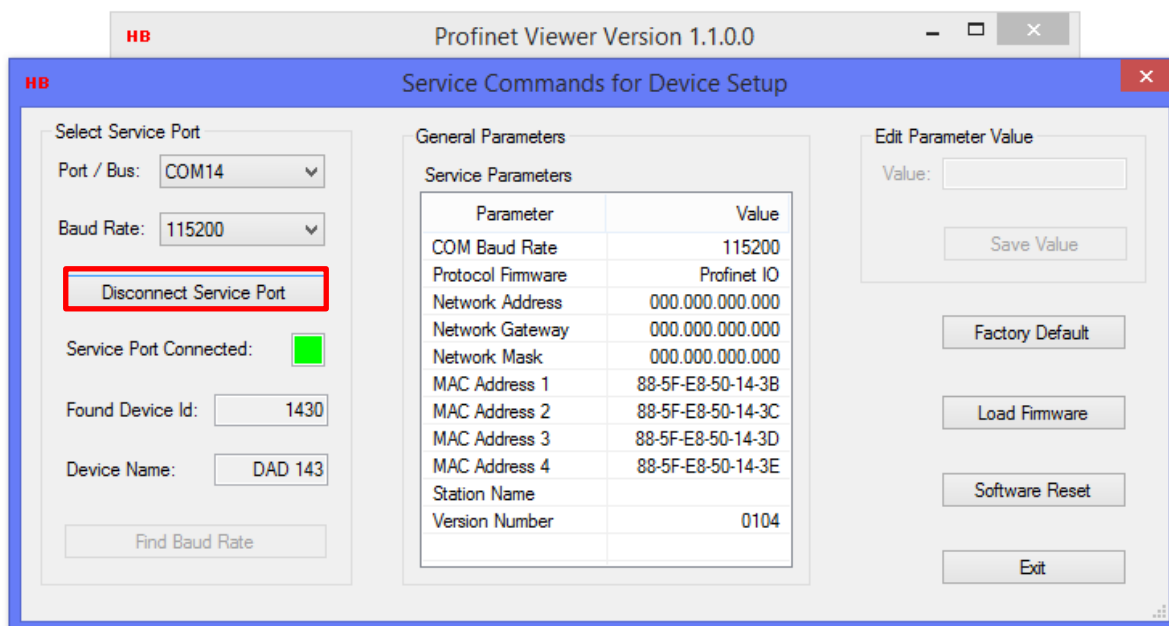 HB Profinet Viewer Version 1.1.0.0
HB Service Commands for Device Setup
Select Service Port
Port / Bus: COM14
Baud Rate: 115200
Disconnect Service Port
Service Port Connected:
Found Device Id: 1430
Device Name: DAD 143
Find Baud Rate
General Parameters
Service Parameters
Parameter Value
COM Baud Rate 115200
Protocol Firmware Profinet IO
Network Address 000.000.000.000
Network Gateway 000.000.000.000
Network Mask 000.000.000.000
MAC Address 1 88-5F-E8-50-14-3B
MAC Address 2 88-5F-E8-50-14-3C
MAC Address 3 88-5F-E8-50-14-3D
MAC Address 4 88-5F-E8-50-14-3E
Station Name
Version Number 0104
Edit Parameter Value
Value:
Save Value
Factory Default
Load Firmware
Software Reset
Exit